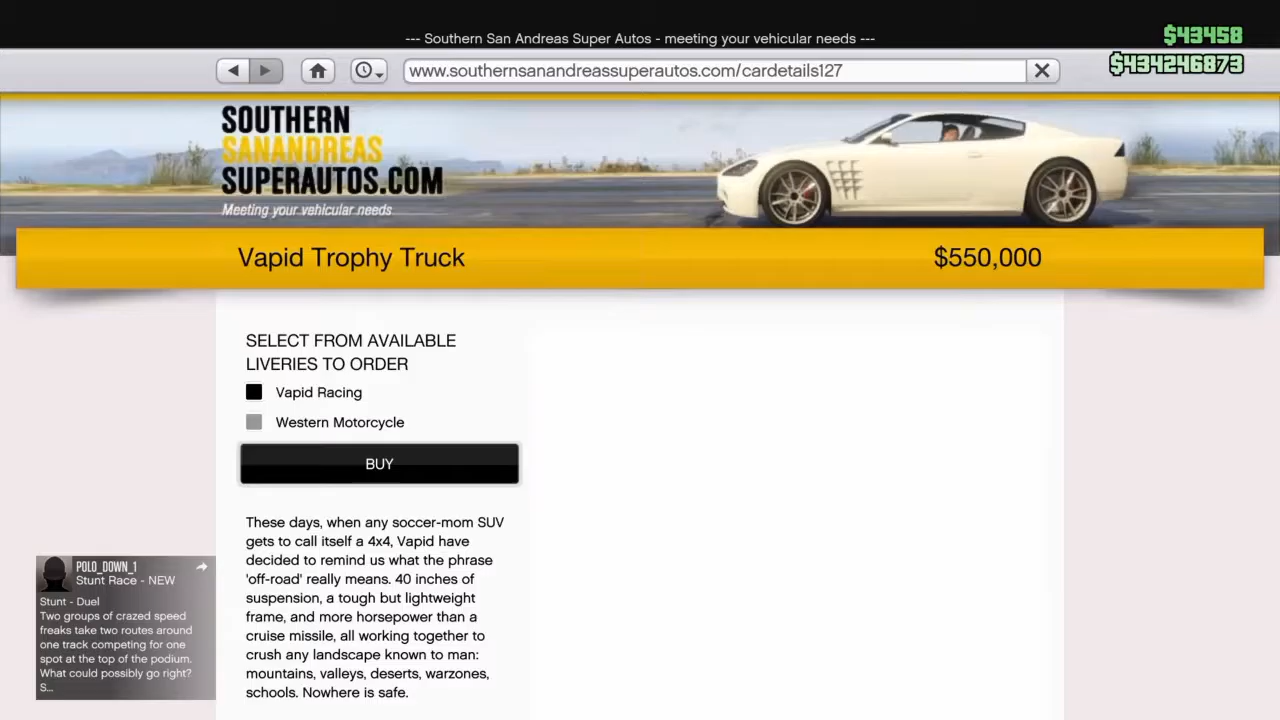 --- Southern San Andreas Super Autos - meeting your vehicular needs ---
$43458
$434246873
www.southernsanandreassuperautos.com/cardetails127
SOUTHERN
SANANDREAS
SUPERAUTOS.COM
Meeting your vehicular needs
Vapid Trophy Truck
$550,000
SELECT FROM AVAILABLE
LIVERIES TO ORDER
Vapid Racing
Western Motorcycle
BUY
These days, when any soccer-mom SUV
gets to call itself a 4x4, Vapid have
decided to remind us what the phrase
'off-road' really means. 40 inches of
suspension, a tough but lightweight
frame, and more horsepower than a
cruise missile, all working together to
crush any landscape known to man:
mountains, valleys, deserts, warzones,
schools. Nowhere is safe.
POLO_DOWN_1
Stunt Race - NEW
Stunt - Duel
Two groups of crazed speed
freaks take two routes around
one track competing for one
spot at the top of the podium.
What could possibly go right?
S...